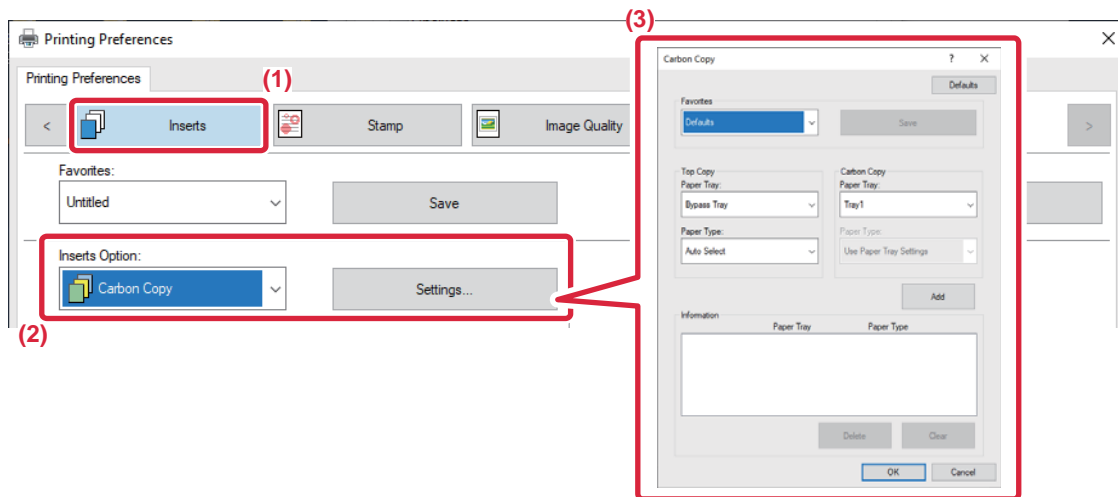 (3)
Printing Preferences
Printing Preferences
(1)
<
Inserts
Stamp
Image Quality
>
Favorites:
Untitled
Save
Inserts Option:
Carbon Copy
Settings...
(2)
Carbon Copy
?
Defaults
Favorites
Defaults
Save
Top Copy
Paper Tray:
Bypass Tray
Paper Type:
Auto Select
Carbon Copy
Paper Tray:
Tray1
Paper Type:
Use Paper Tray Settings
Add
Information
Paper Tray Paper Type
Delete Clear
OK Cancel